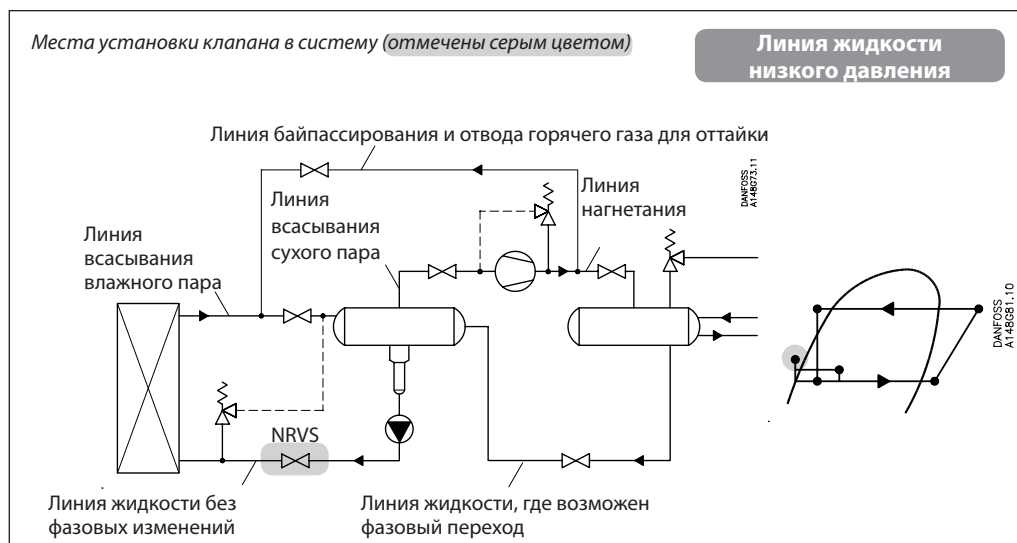 Места установки клапана в систему (отмечены серым цветом)
Линия жидкости
низкого давления
Линия байпассирования и отвода горячего газа для оттайки
Линия
всасывания
сухого пара
Линия
нагнетания
DANFOSS
A148G73.11
Линия
всасывания
влажного пара
DANFOSS
A148G81.10
NRVS
Линия жидкости без
фазовых изменений
Линия жидкости, где возможен
фазовый переход